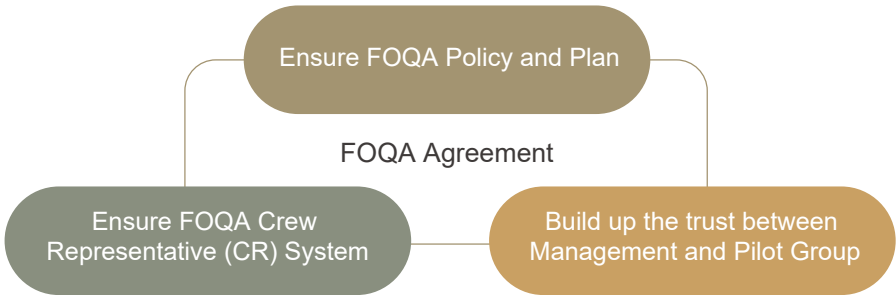 Ensure FOQA Policy and Plan
FOQA Agreement
Ensure FOQA Crew
Representative (CR) System
Build up the trust between
Management and Pilot Group